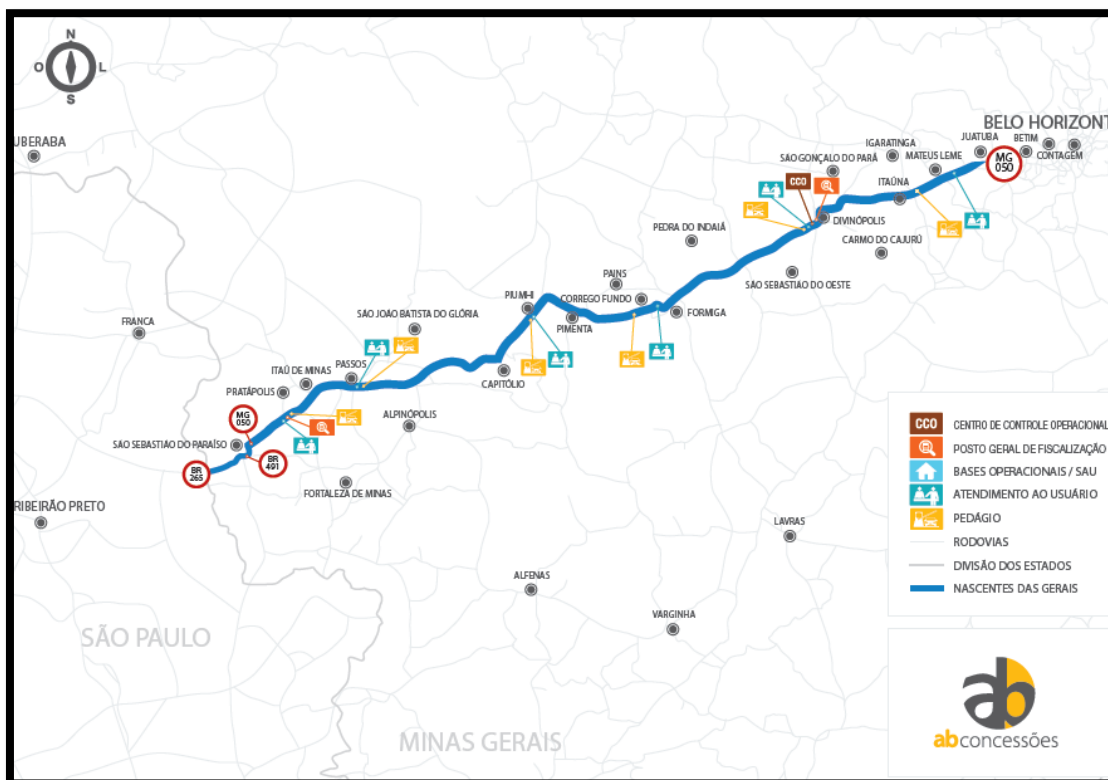 N
O
L
S
UBERABA
BELO HORIZONT
IGARATINGA
JUATUBA
BETIM
CONTAGEM
MG
050
SÃO GONÇALO DO PARÁ
MATEUS LEME
CCO
ITAÚNA
DIVINÓPOLIS
PEDRA DO INDAIÁ
CARMO DO CAJURÚ
SÃO SEBASTIÃO DO OESTE
PAINS
CORREGO FUNDO
PIUMHI
PIMENTA
FORMIGA
SÃO JOÃO BATISTA DO GLÓRIA
FRANCA
ITAÚ DE MINAS
PASSOS
CAPITÓLIO
PRATÁPOLIS
MG
050
ALPINÓPOLIS
SÃO SEBASTIÃO DO PARAÍSO
BR
265
BR
491
FORTALEZA DE MINAS
RIBEIRÃO PRETO
LAVRAS
ALFENAS
VARGINHA
SÃO PAULO
MINAS GERAIS
CCO CENTRO DE CONTROLE OPERACIONAL
POSTO GERAL DE FISCALIZAÇÃO
BASES OPERACIONAIS / SAU
ATENDIMENTO AO USUÁRIO
PEDÁGIO
RODOVIAS
DIVISÃO DOS ESTADOS
NASCENTES DAS GERAIS
ab
abconcessões